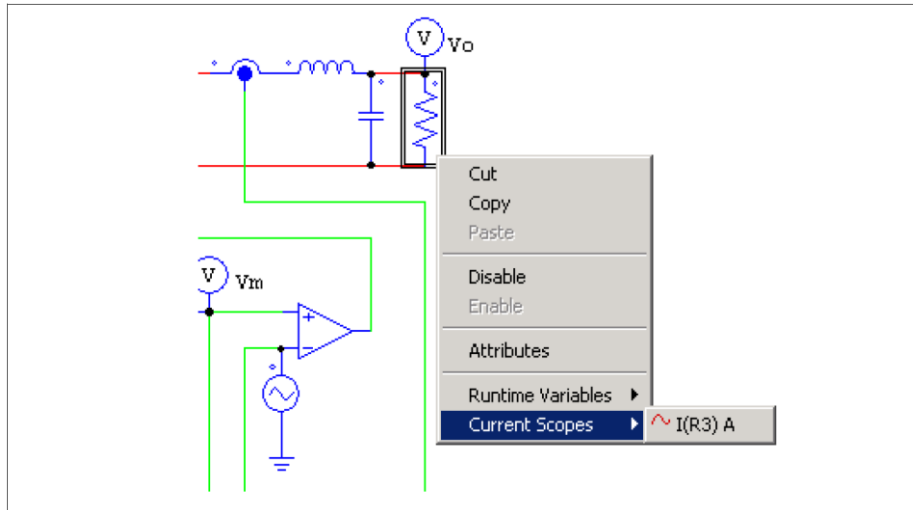 V Vo
Cut
Copy
Paste
V Vm
Disable
Enable
Attributes
Runtime Variables
Current Scopes I(R3) A